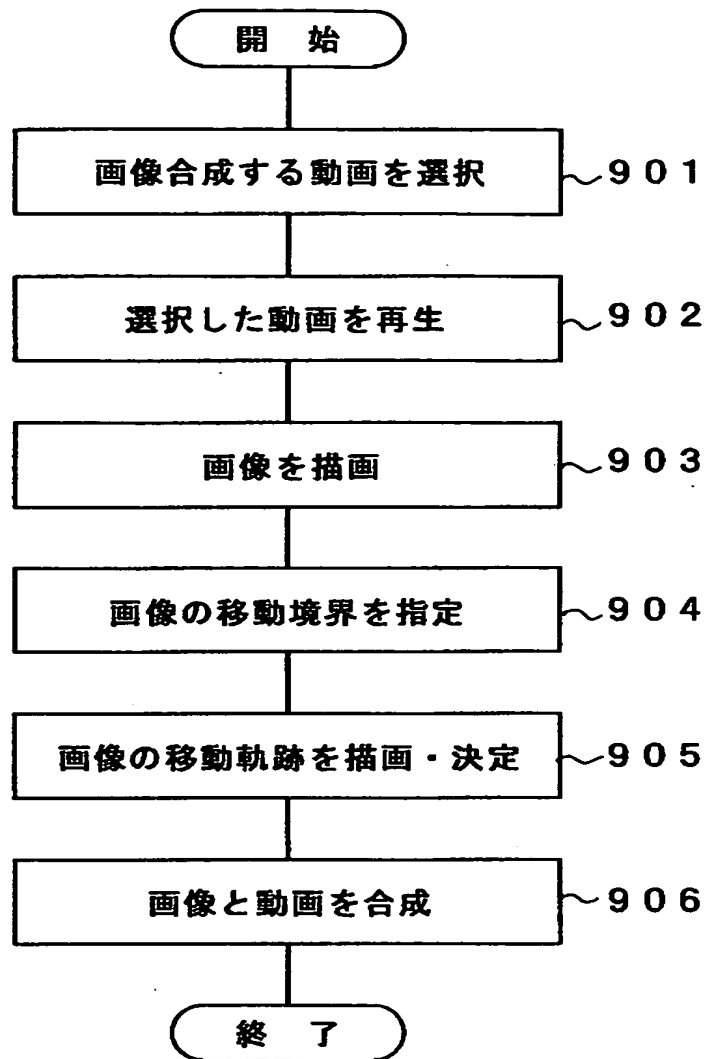 開 始
画像合成する動画を選択 901
選択した動画を再生 902
画像を描画 903
画像の移動境界を指定 904
画像の移動軌跡を描画・決定 905
画像と動画を合成 906
終 了